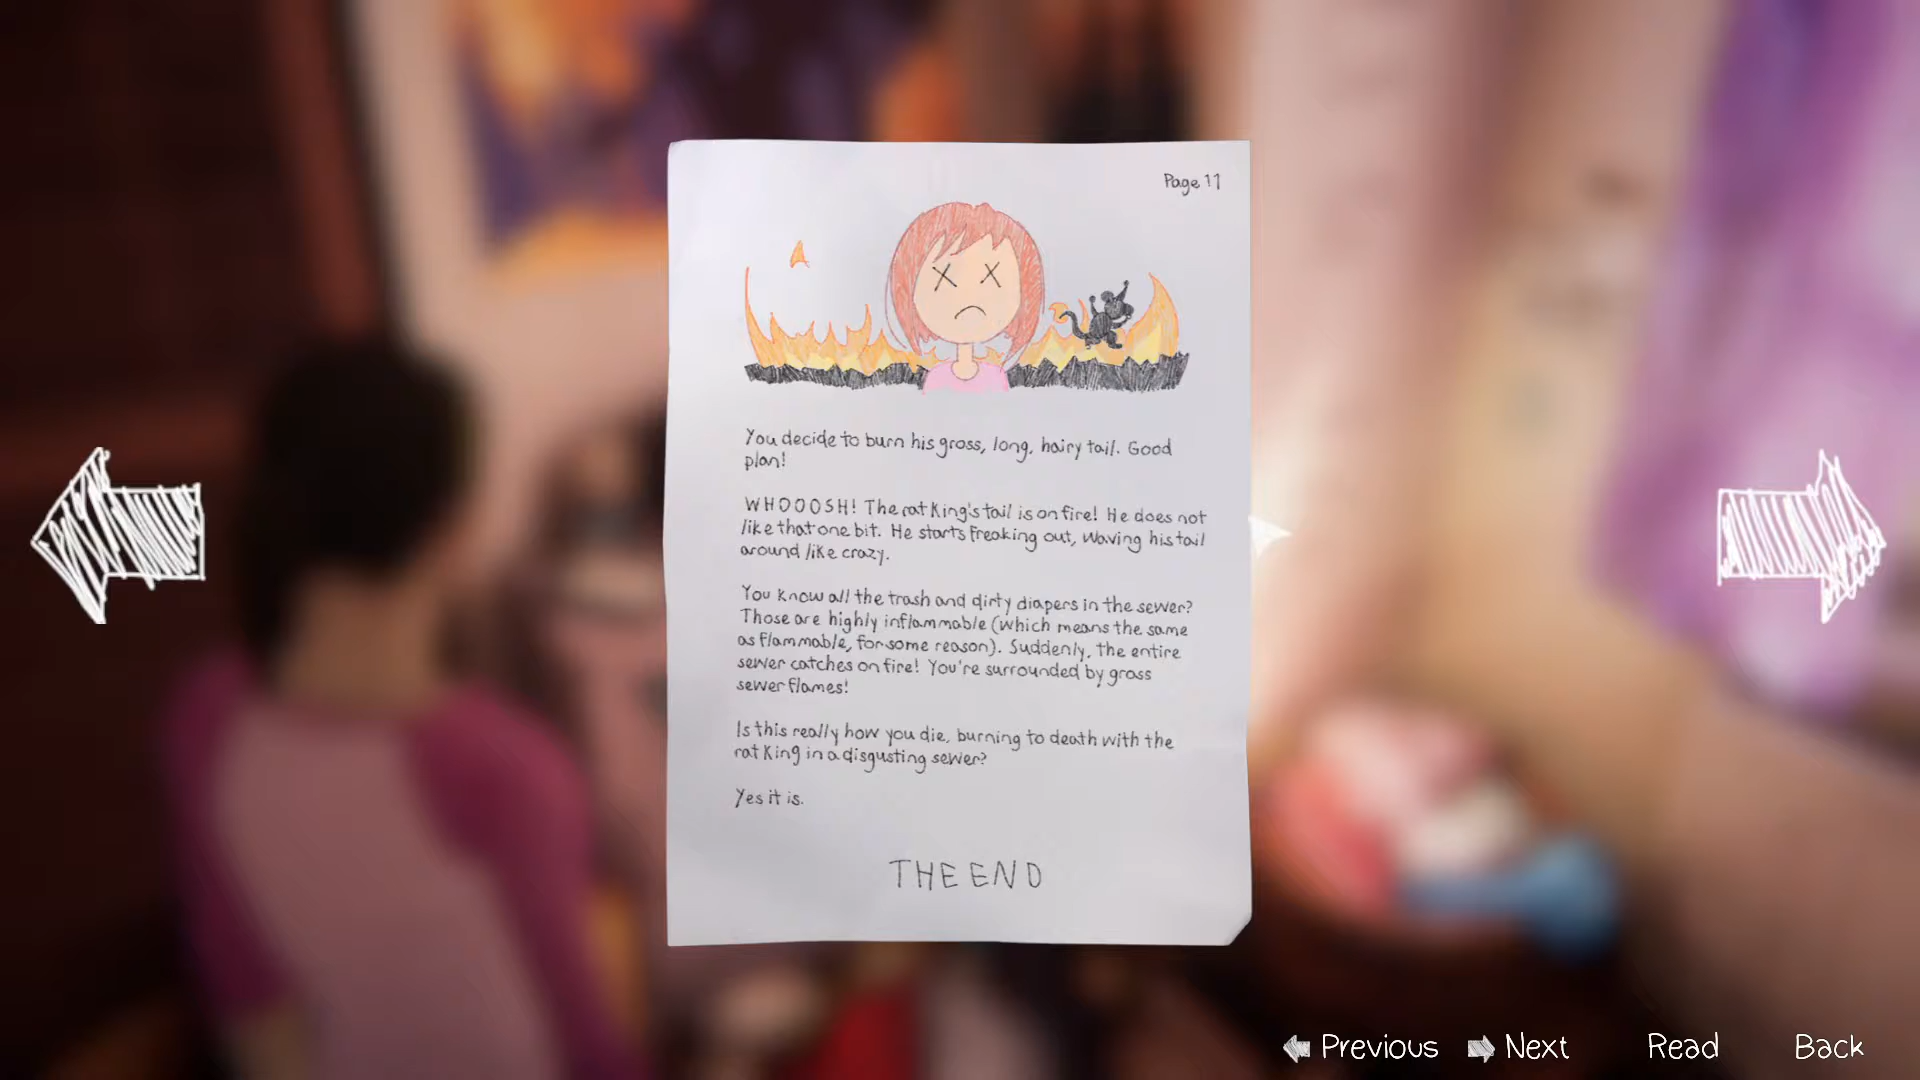 Page 11
You decide to burn his gross, long, hairy tail. Good
plan!
WHOOOSH! The rat King's tail is on fire! He does not
like that one bit. He starts freaking out, waving his tail
around like crazy.
You know all the trash and dirty diapers in the sewer?
Those are highly inflammable (which means the same
as flammable, for some reason). Suddenly, the entire
sewer catches on fire! You're surrounded by gross
sewer flames!
Is this really how you die, burning to death with the
rat King in a disgusting sewer?
Yes it is.
THE END
Previous Next Read Back